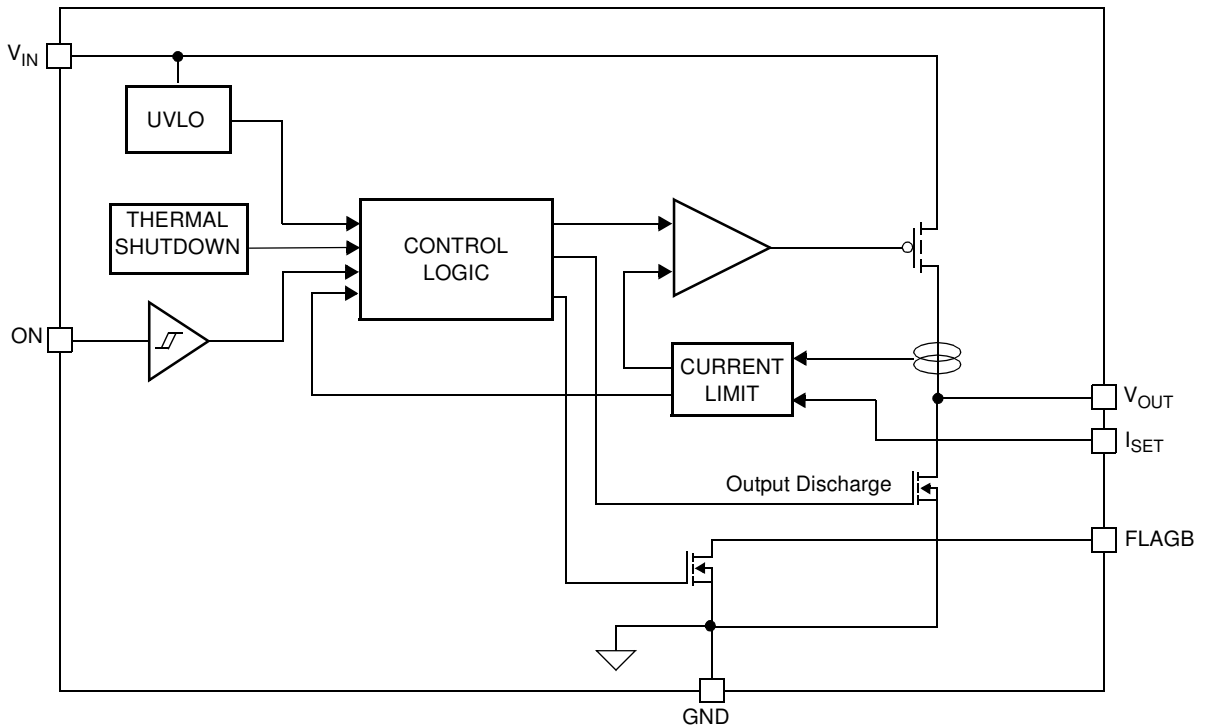 V_IN
UVLO
THERMAL
SHUTDOWN
CONTROL
LOGIC
ON
CURRENT
LIMIT
V_OUT
I_SET
Output Discharge
FLAGB
GND